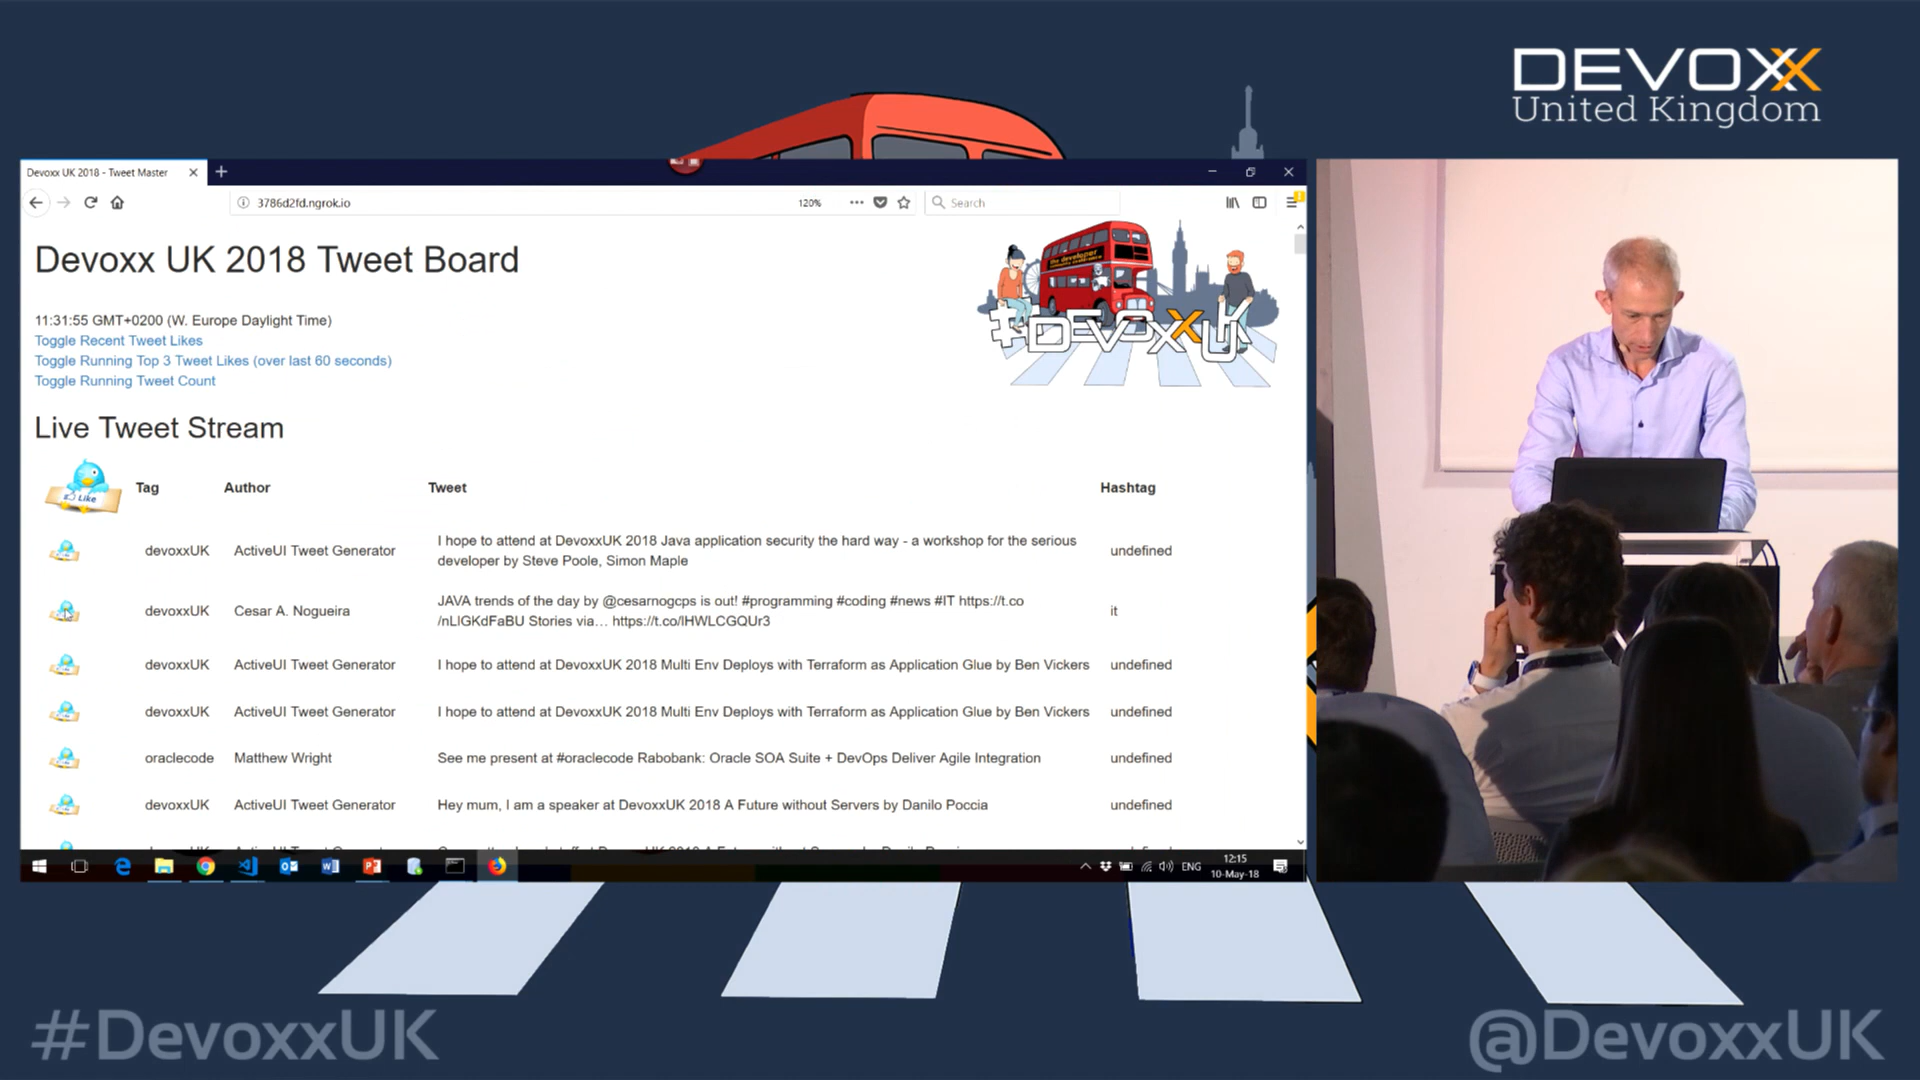 DEVOXX
United Kingdom
Devoxx UK 2018 - Tweet Master
3786d2fd.ngrok.io
120%
Search
Devoxx UK 2018 Tweet Board
the developer
#DEVOXXUK
11:31:55 GMT+0200 (W. Europe Daylight Time)
Toggle Recent Tweet Likes
Toggle Running Top 3 Tweet Likes (over last 60 seconds)
Toggle Running Tweet Count
Live Tweet Stream
Like
Tag Author Tweet Hashtag
devoxxUK ActiveUI Tweet Generator I hope to attend at DevoxxUK 2018 Java application security the hard way - a workshop for the serious undefined
developer by Steve Poole, Simon Maple
devoxxUK Cesar A. Nogueira JAVA trends of the day by @cesarnogcps is out! #programming #coding #news #IT https://t.co it
/nLIGKdFaBU Stories via… https://t.co/lHWLCGQUr3
devoxxUK ActiveUI Tweet Generator I hope to attend at DevoxxUK 2018 Multi Env Deploys with Terraform as Application Glue by Ben Vickers undefined
devoxxUK ActiveUI Tweet Generator I hope to attend at DevoxxUK 2018 Multi Env Deploys with Terraform as Application Glue by Ben Vickers undefined
oraclecode Matthew Wright See me present at #oraclecode Rabobank: Oracle SOA Suite + DevOps Deliver Agile Integration undefined
devoxxUK ActiveUI Tweet Generator Hey mum, I am a speaker at DevoxxUK 2018 A Future without Servers by Danilo Poccia undefined
ENG
12:15
10-May-18
#DevoxxUK
@DevoxxUK